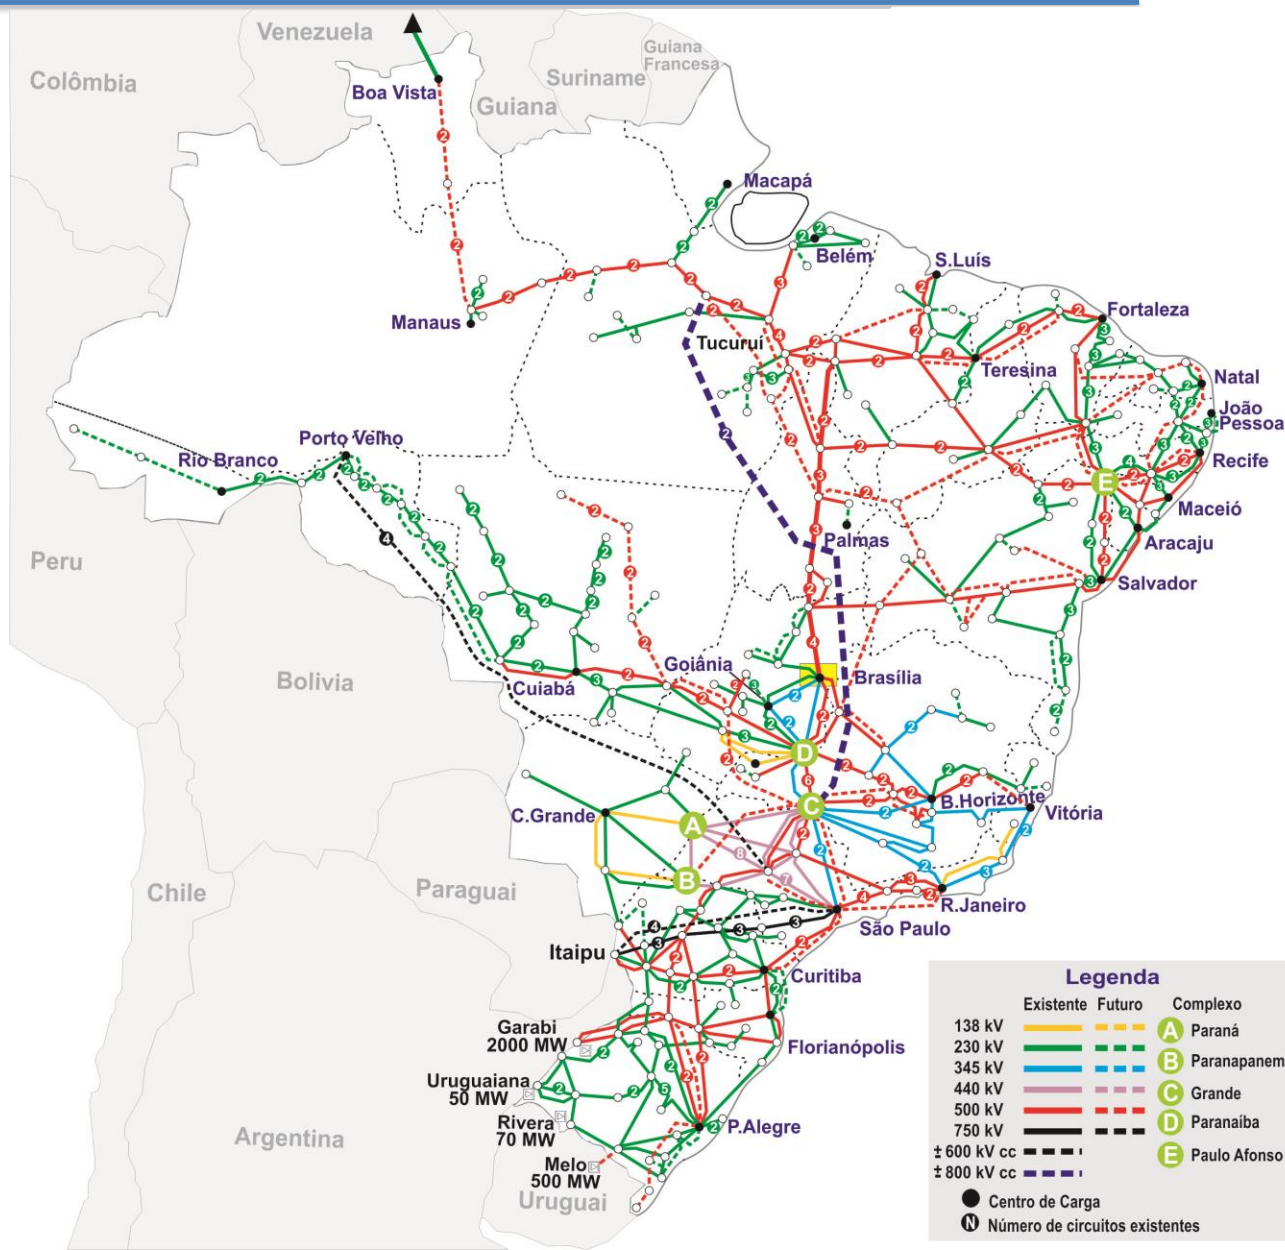 Venezuela
Colômbia
Guiana
Francesa
Suriname
Guiana
Boa Vista
Macapá
Belém
S.Luís
Manaus
Fortaleza
Tucuruí
Teresina
Natal
João
Pessoa
Porto Velho
Rio Branco
Recife
Maceió
Palmas
Aracaju
Peru
Salvador
Bolivia
Goiânia
Brasília
Cuiabá
C.Grande
B.Horizonte
Vitória
Chile
Paraguai
R.Janeiro
São Paulo
Itaipu
Curitiba
Garabi
2000 MW
Florianópolis
Uruguaiana
50 MW
Rivera
70 MW
P.Alegre
Argentina
Melo
500 MW
Uruguai
A
B
C
D
E
Legenda
Existente Futuro Complexo
138 kV A Paraná
230 kV
345 kV B Paranapanem
440 kV C Grande
500 kV D Paranaíba
750 kV
±600 kV cc E Paulo Afonso
±800 kV cc
Centro de Carga
N Número de circuitos existentes